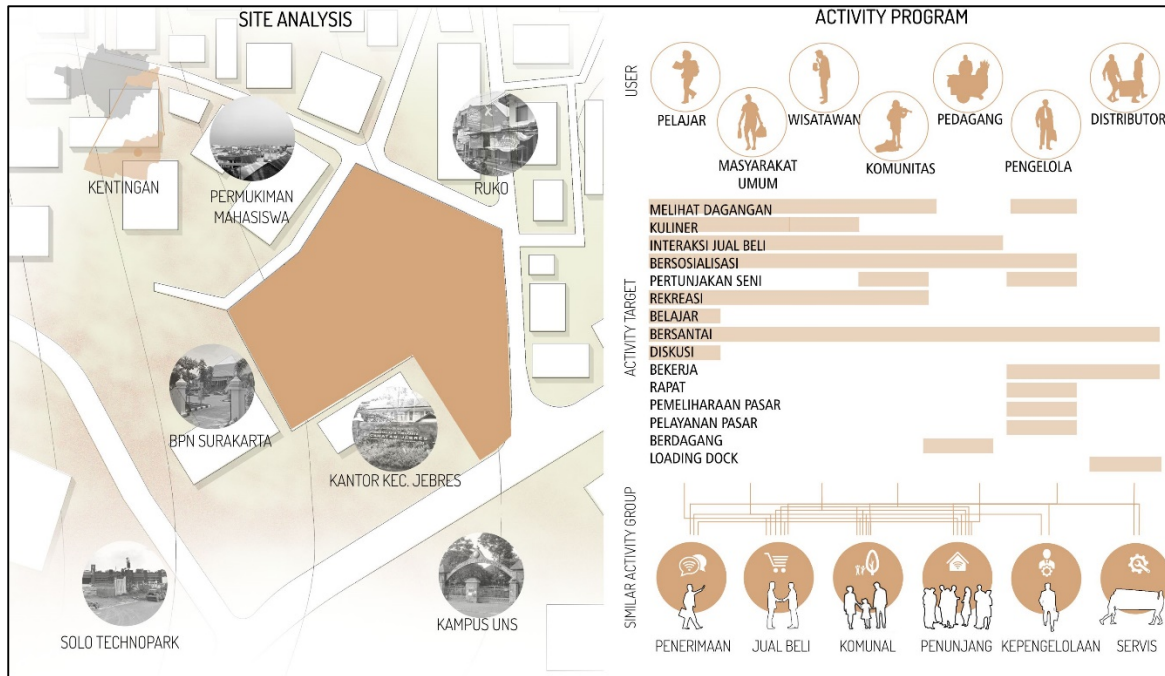 SITE ANALYSIS
KENTINGAN
PERMUKIMAN
MAHASISWA
RUKO
BPN SURAKARTA
KANTOR KEC. JEBRES
SOLO TECHNOPARK
KAMPUS UNS
ACTIVITY PROGRAM
USER
PELAJAR
MASYARAKAT
UMUM
WISATAWAN
KOMUNITAS
PEDAGANG
PENGELOLA
DISTRIBUTOR
ACTIVITY TARGET
MELIHAT DAGANGAN
KULINER
INTERAKSI JUAL BELI
BERSOSIALISASI
PERTUNJAKAN SENI
REKREASI
BELAJAR
BERSANTAI
DISKUSI
BEKERJA
RAPAT
PEMELIHARAAN PASAR
PELAYANAN PASAR
BERDAGANG
LOADING DOCK
SIMILAR ACTIVITY GROUP
PENERIMAAN
JUAL BELI
KOMUNAL
PENUNJANG
KEPENGELOLAAN
SERVIS